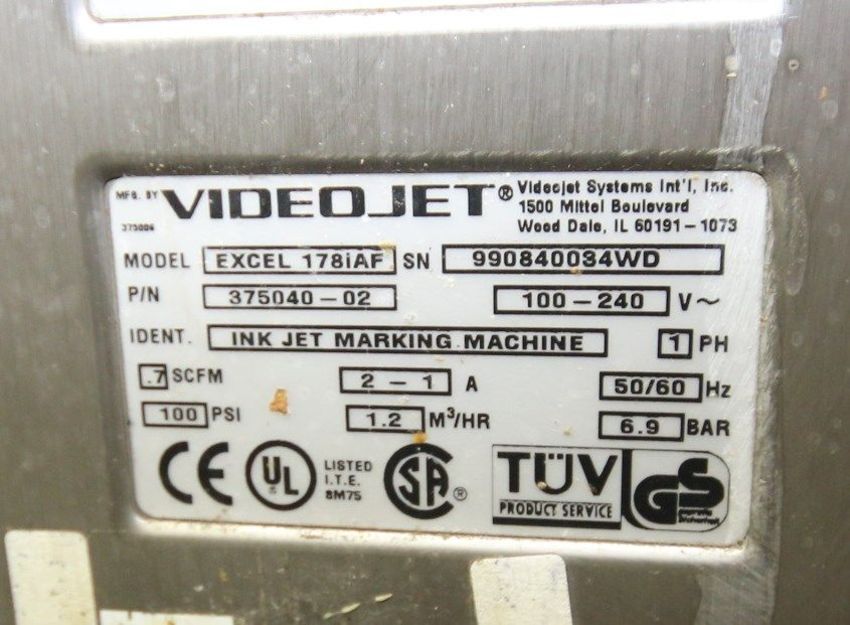 MFG. BY VIDEOJET® Videojet Systems Int'l, Inc.
1500 Mittel Boulevard
375006 Wood Dale, IL 60191-1073
MODEL EXCEL 178iAF SN 990840034WD
P/N 375040-02 100-240 V~
IDENT. INK JET MARKING MACHINE 1 PH
.7 SCFM 2-1 A 50/60 Hz
100 PSI 1.2 M³/HR 6.9 BAR
CE UL LISTED I.T.E. 8M75 SA ® TÜV PRODUCT SERVICE GS